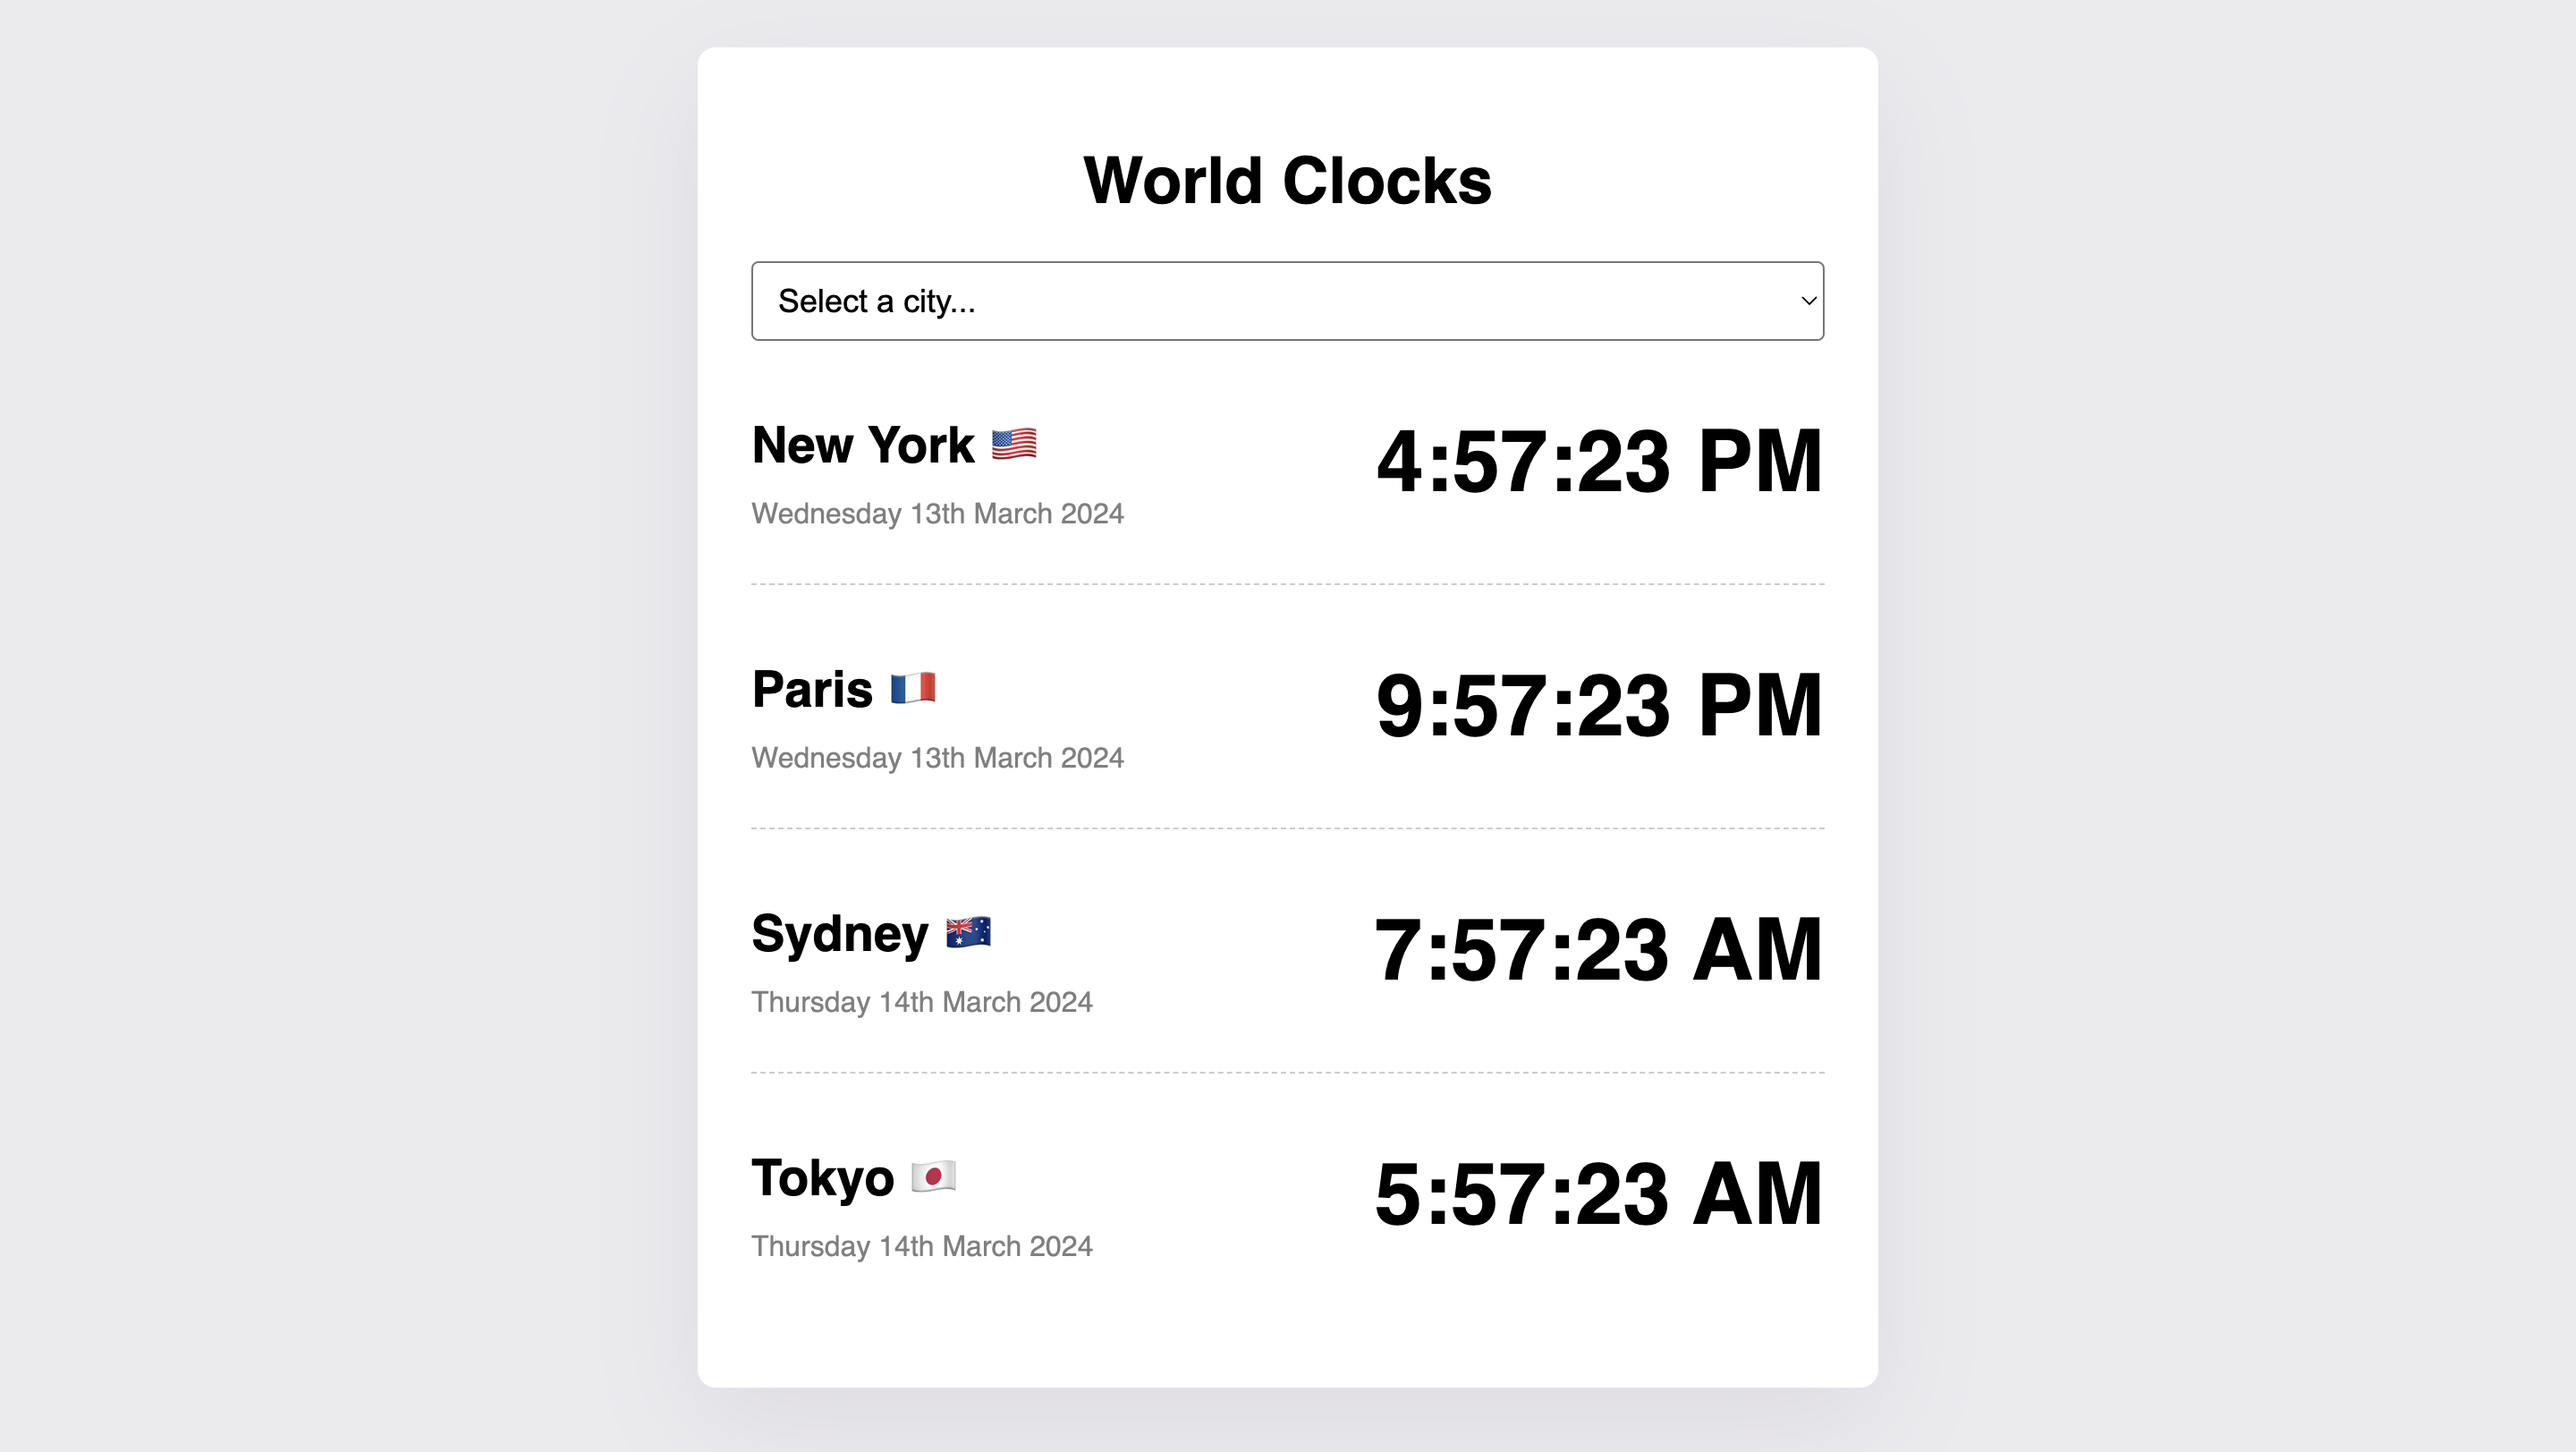 World Clocks
Select a city...
New York
4:57:23 PM
Wednesday 13th March 2024
Paris
9:57:23 PM
Wednesday 13th March 2024
Sydney
7:57:23 AM
Thursday 14th March 2024
Tokyo
5:57:23 AM
Thursday 14th March 2024